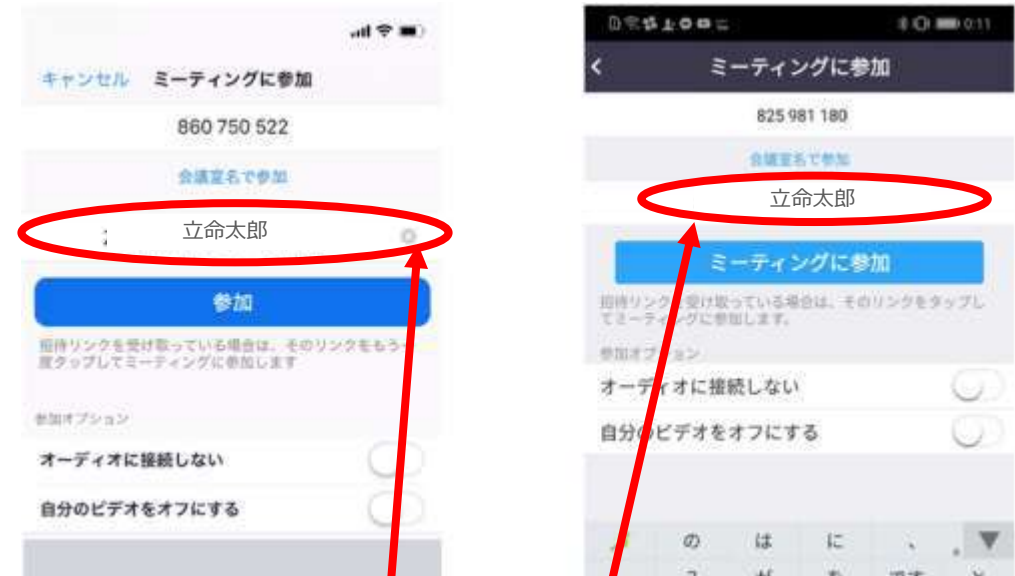 キャンセル ミーティングに参加
860 750 522
会議室名で参加
立命太郎
参加
招待リンクを受け取っている場合は、そのリンクをもう一
度タップしてミーティングに参加します
参加オプション
オーディオに接続しない
自分のビデオをオフにする
0:11
ミーティングに参加
825 981 180
会議室名で参加
立命太郎
ミーティングに参加
招待リンクを受け取っている場合は、そのリンクをタップし
てミーティングに参加します。
参加オプション
オーディオに接続しない
自分のビデオをオフにする
の は に 、 。